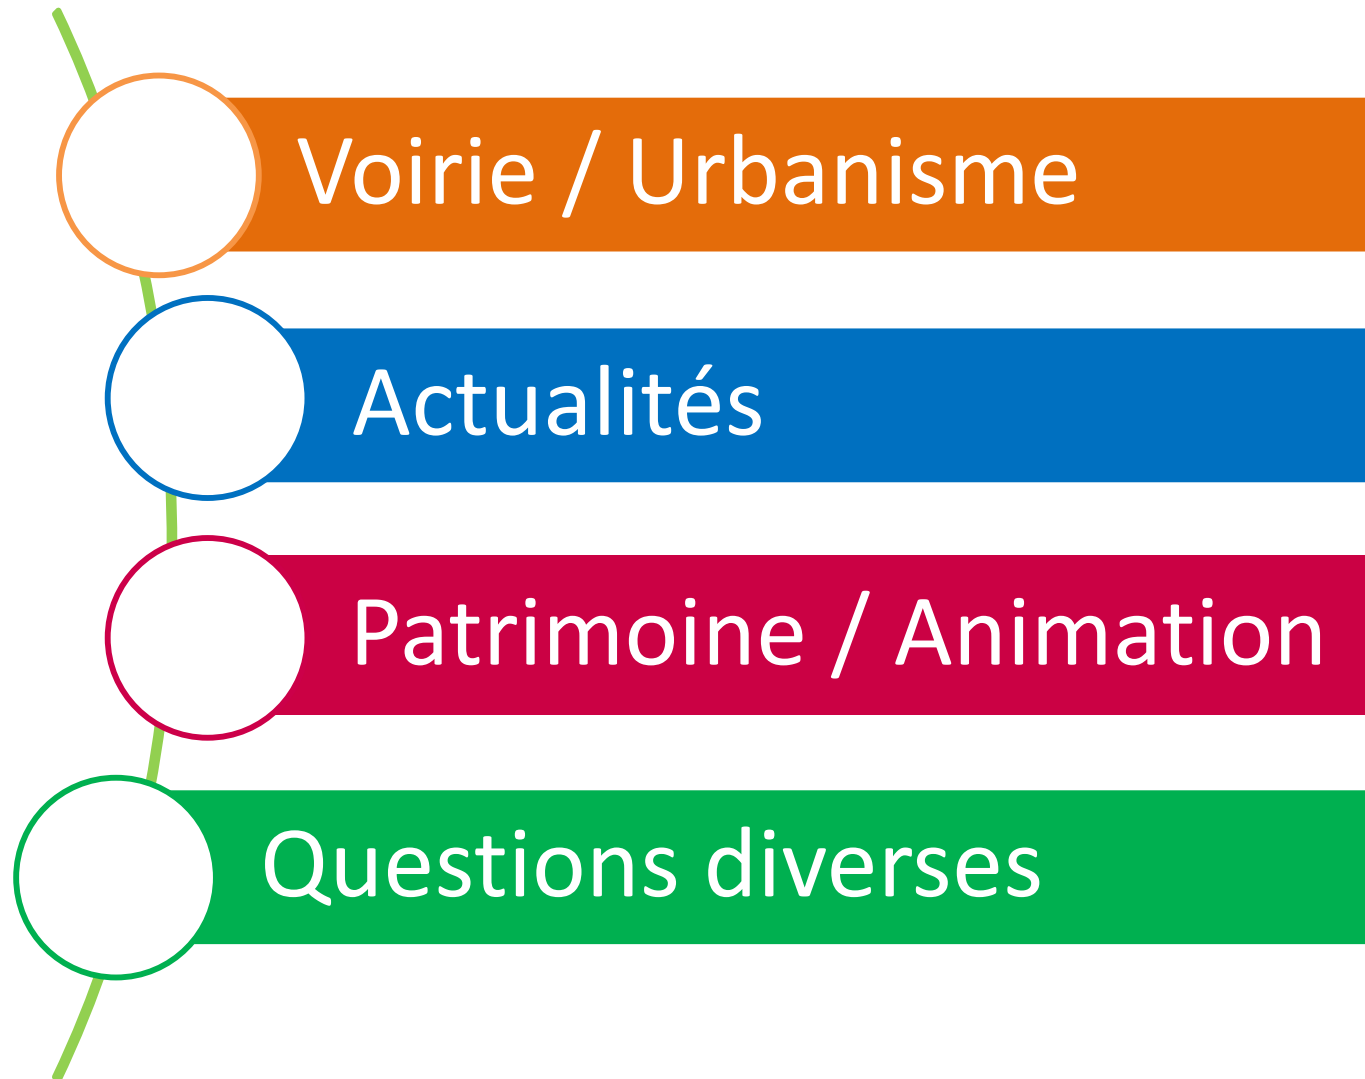 Voirie / Urbanisme
Actualités
Patrimoine / Animation
Questions diverses